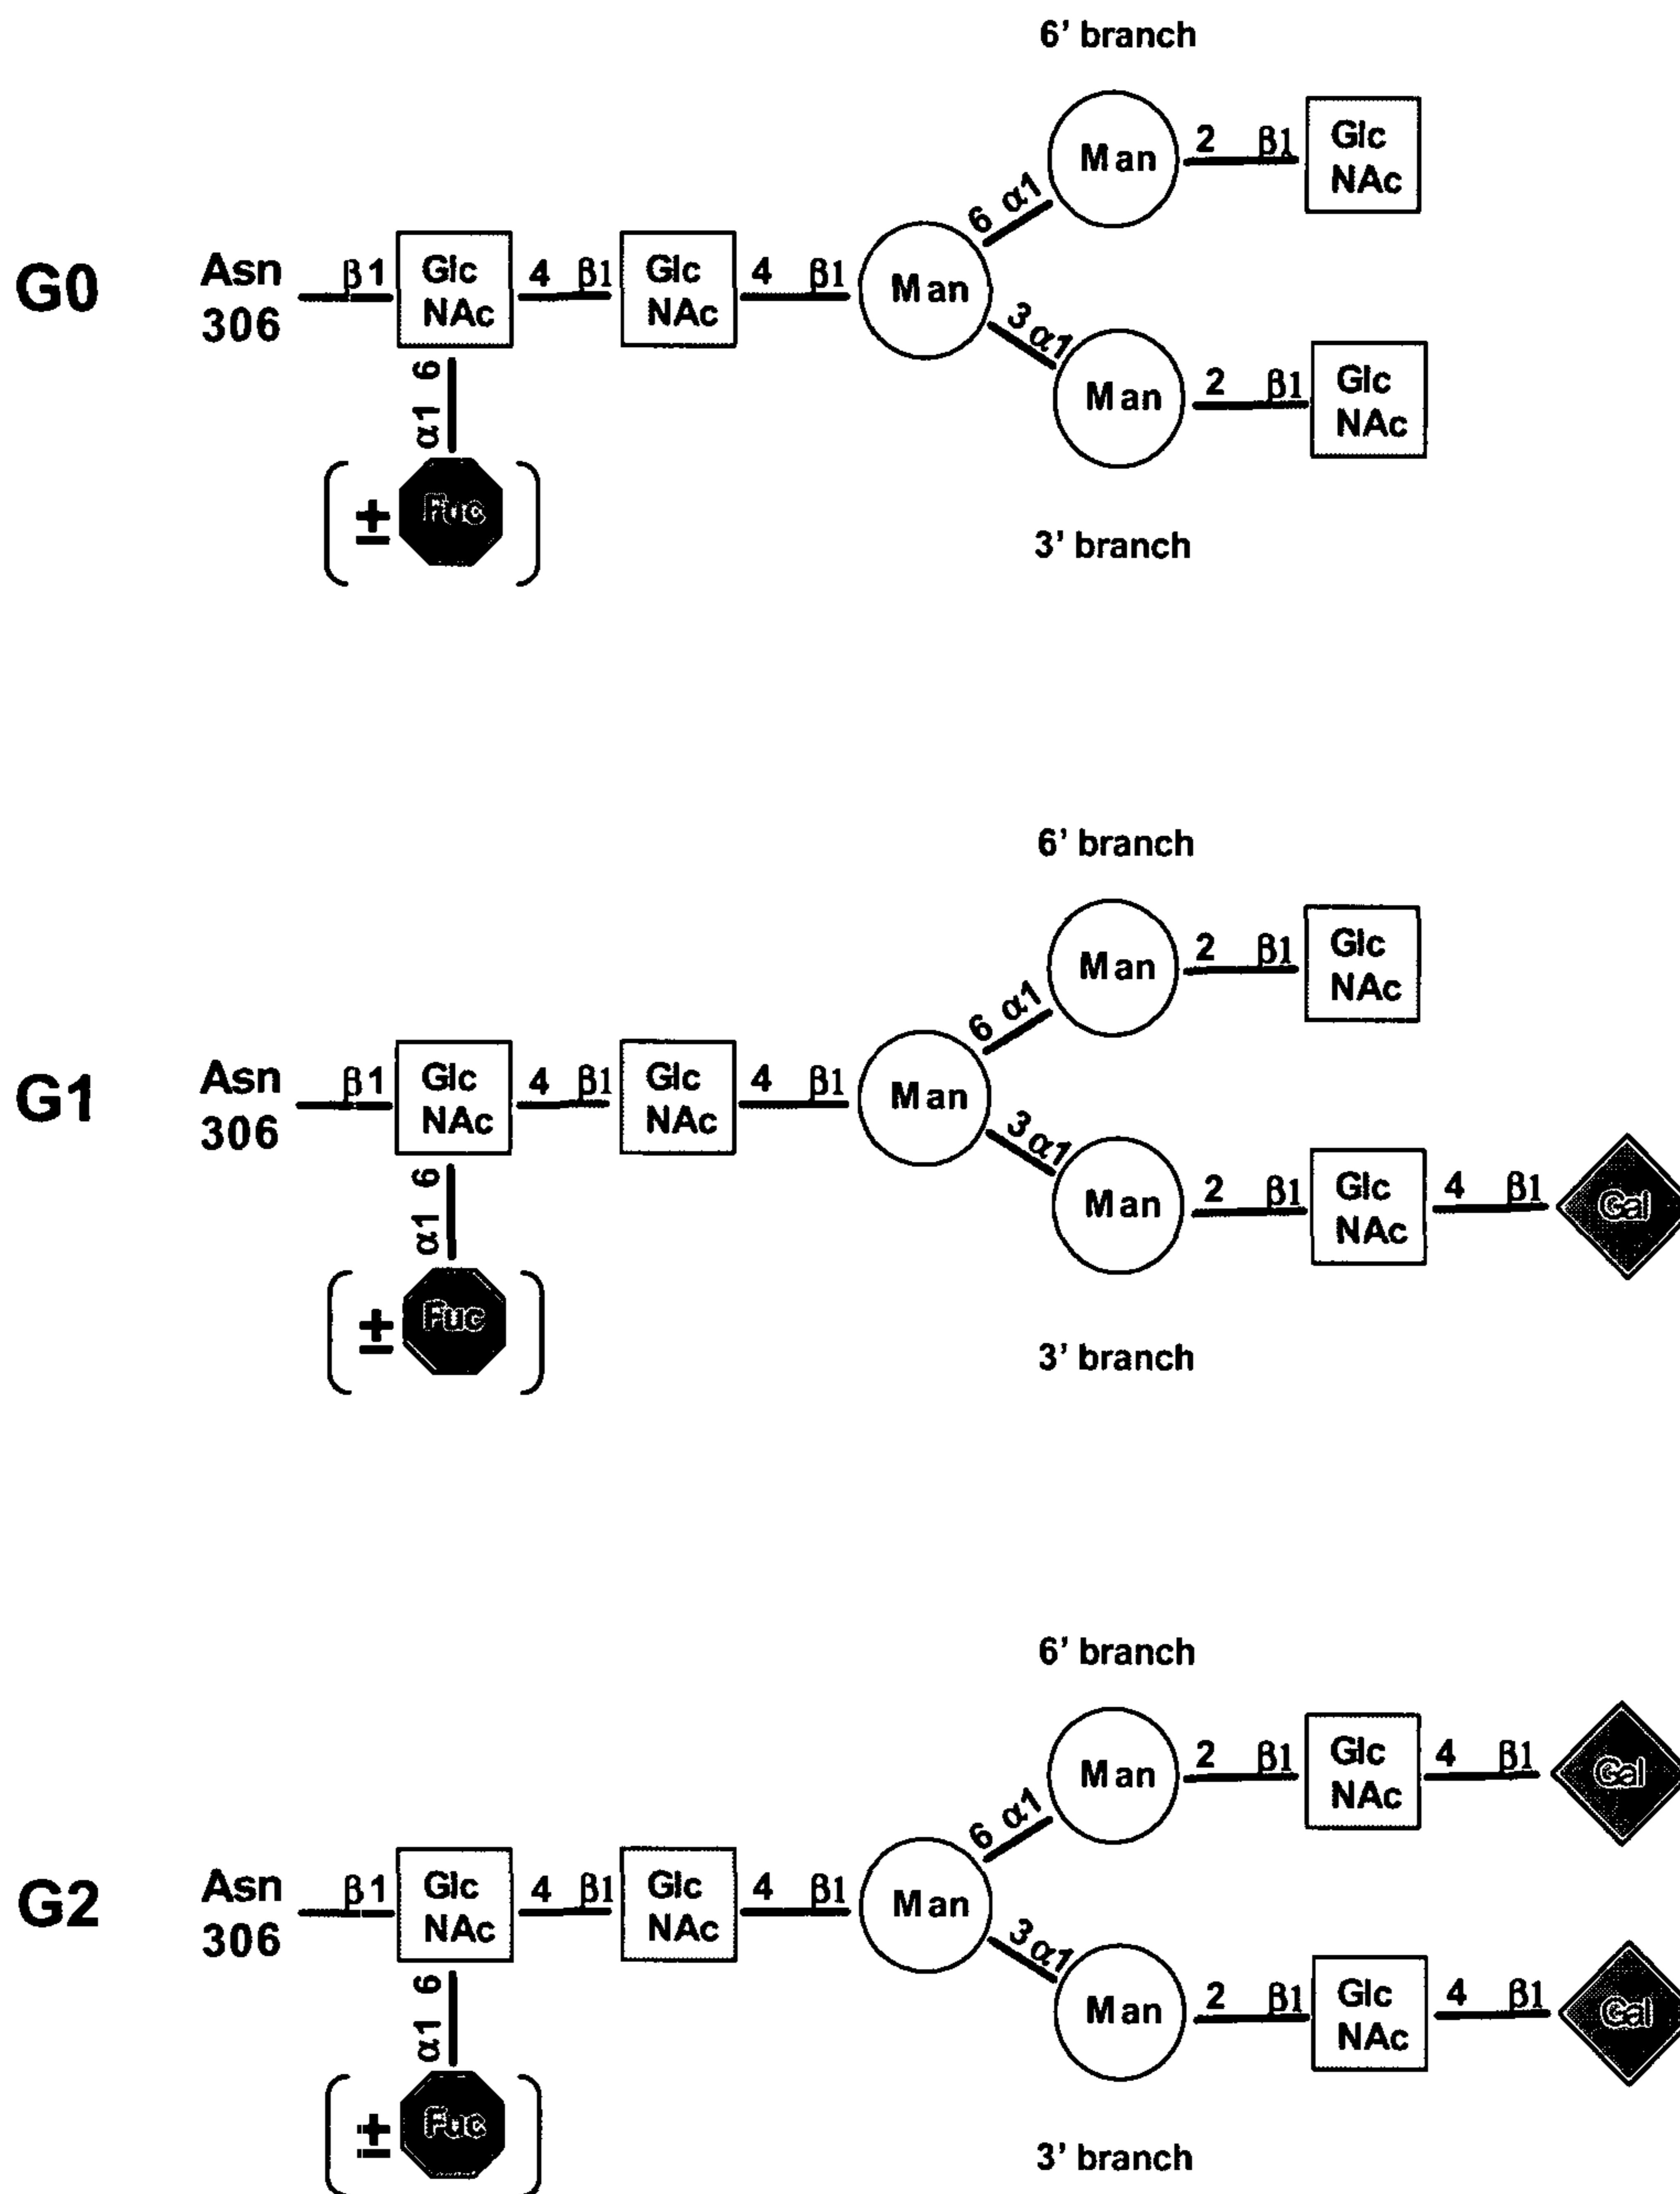 6’ branch
Man 2 β1 Glc
NAc
6 α1
G0 Asn
306 β1 Glc
NAc 4 β1 Glc
NAc 4 β1 Man
3 α1
Man 2 β1 Glc
NAc
α1 6
± Fuc
3’ branch
6’ branch
Man 2 β1 Glc
NAc
6 α1
G1 Asn
306 β1 Glc
NAc 4 β1 Glc
NAc 4 β1 Man
3 α1
Man 2 β1 Glc
NAc 4 β1 Gal
α1 6
± Fuc
3’ branch
6’ branch
Man 2 β1 Glc
NAc 4 β1 Gal
6 α1
G2 Asn
306 β1 Glc
NAc 4 β1 Glc
NAc 4 β1 Man
3 α1
Man 2 β1 Glc
NAc 4 β1 Gal
α1 6
± Fuc
3’ branch